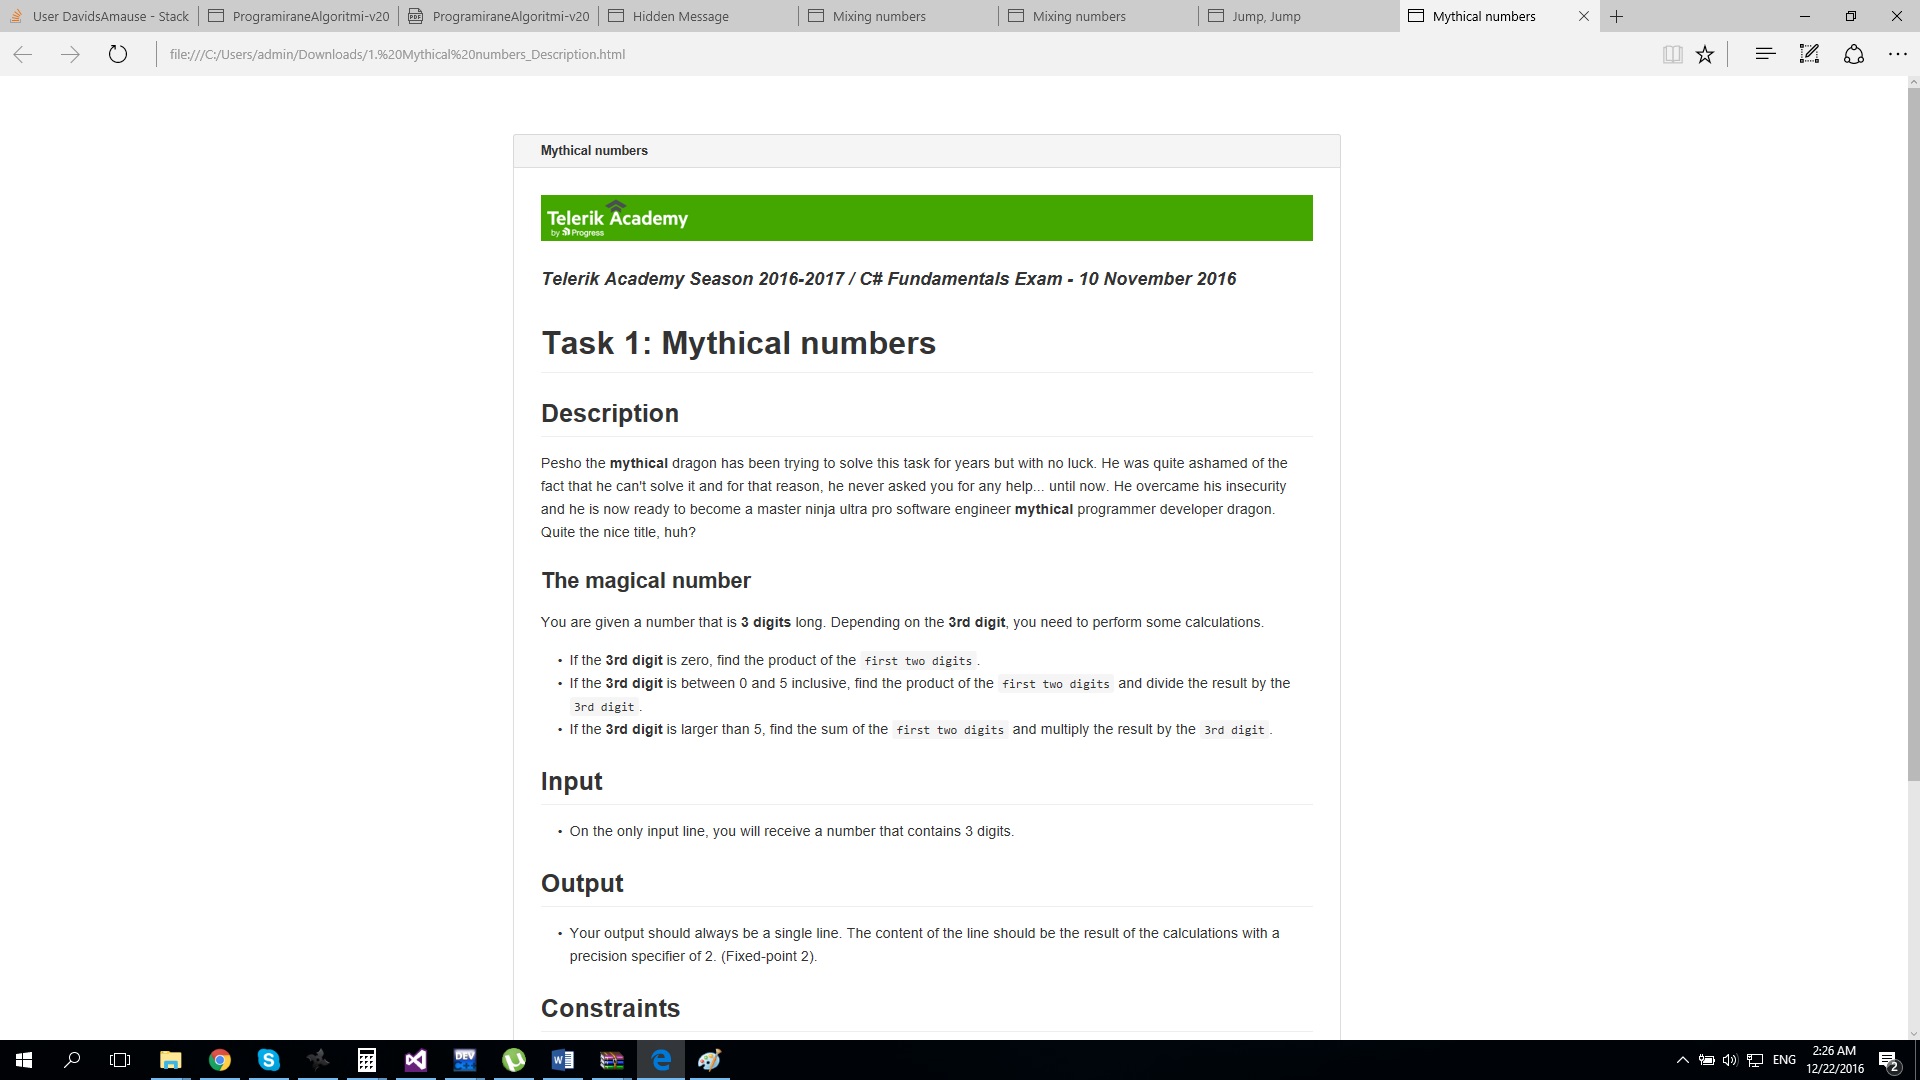 User DavidsAmause - Stack
ProgramiraneAlgoritmi-v20
ProgramiraneAlgoritmi-v20
Hidden Message
Mixing numbers
Mixing numbers
Jump, Jump
Mythical numbers
file:///C:/Users/admin/Downloads/1.%20Mythical%20numbers_Description.html
Mythical numbers
Telerik Academy
by Progress
Telerik Academy Season 2016-2017 / C# Fundamentals Exam - 10 November 2016
Task 1: Mythical numbers
Description
Pesho the mythical dragon has been trying to solve this task for years but with no luck. He was quite ashamed of the
fact that he can't solve it and for that reason, he never asked you for any help... until now. He overcame his insecurity
and he is now ready to become a master ninja ultra pro software engineer mythical programmer developer dragon.
Quite the nice title, huh?
The magical number
You are given a number that is 3 digits long. Depending on the 3rd digit, you need to perform some calculations.
• If the 3rd digit is zero, find the product of the first two digits .
• If the 3rd digit is between 0 and 5 inclusive, find the product of the first two digits and divide the result by the
3rd digit .
• If the 3rd digit is larger than 5, find the sum of the first two digits and multiply the result by the 3rd digit .
Input
• On the only input line, you will receive a number that contains 3 digits.
Output
• Your output should always be a single line. The content of the line should be the result of the calculations with a
precision specifier of 2. (Fixed-point 2).
Constraints
DEV
C++
ENG
2:26 AM
12/22/2016
2